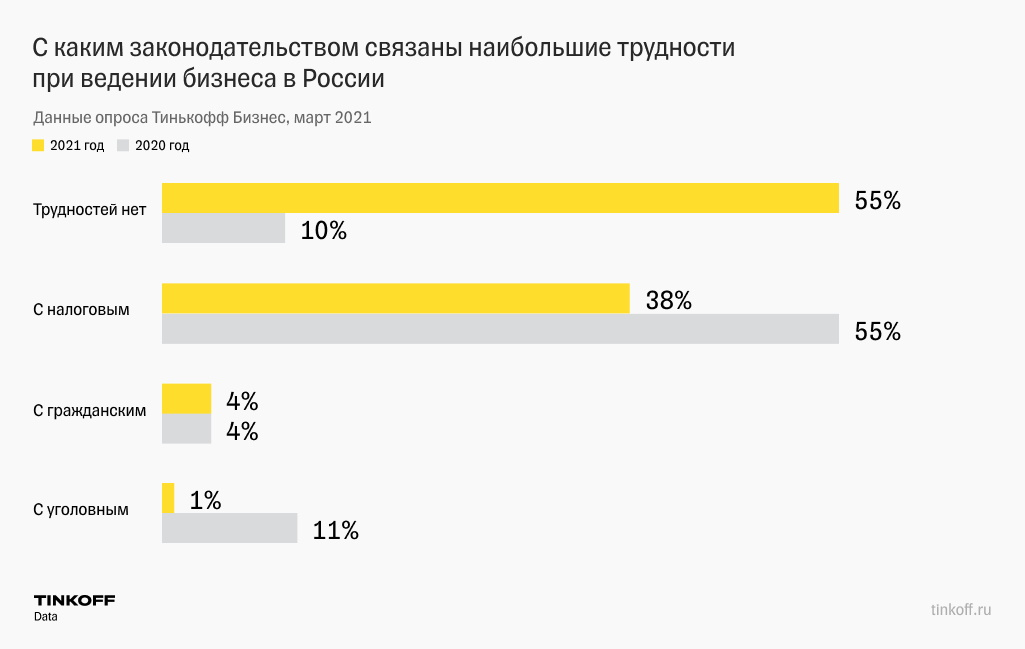 С каким законодательством связаны наибольшие трудности
при ведении бизнеса в России
Данные опроса Тинькофф Бизнес, март 2021
2021 год 2020 год
Трудностей нет
55%
10%
С налоговым
38%
55%
С гражданским
4%
4%
С уголовным
1%
11%
TINKOFF
Data
tinkoff.ru